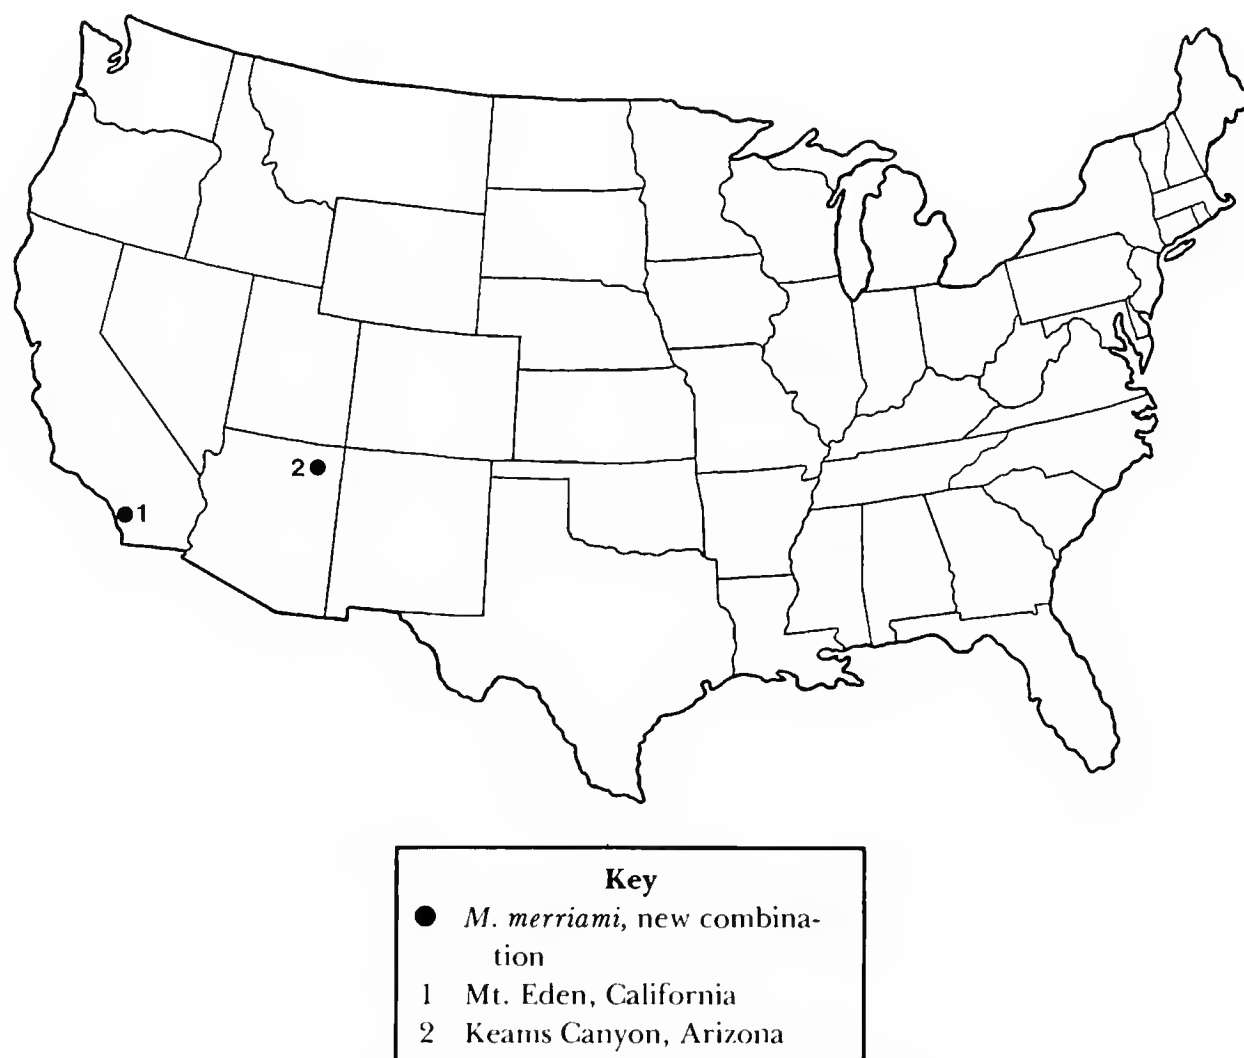 2
1
Key
M. merriami, new combina-
tion
1 Mt. Eden, California
2 Keams Canyon, Arizona